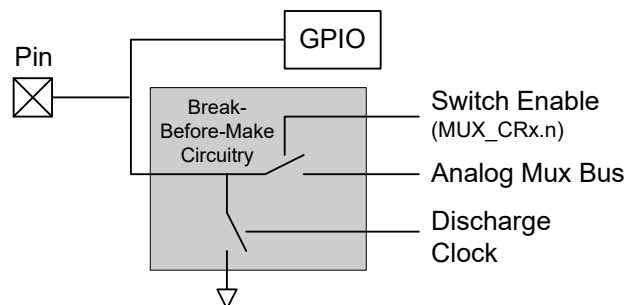 GPIO
Pin
Break-
Before-Make
Circuitry
Switch Enable
(MUX_CRx.n)
Analog Mux Bus
Discharge
Clock